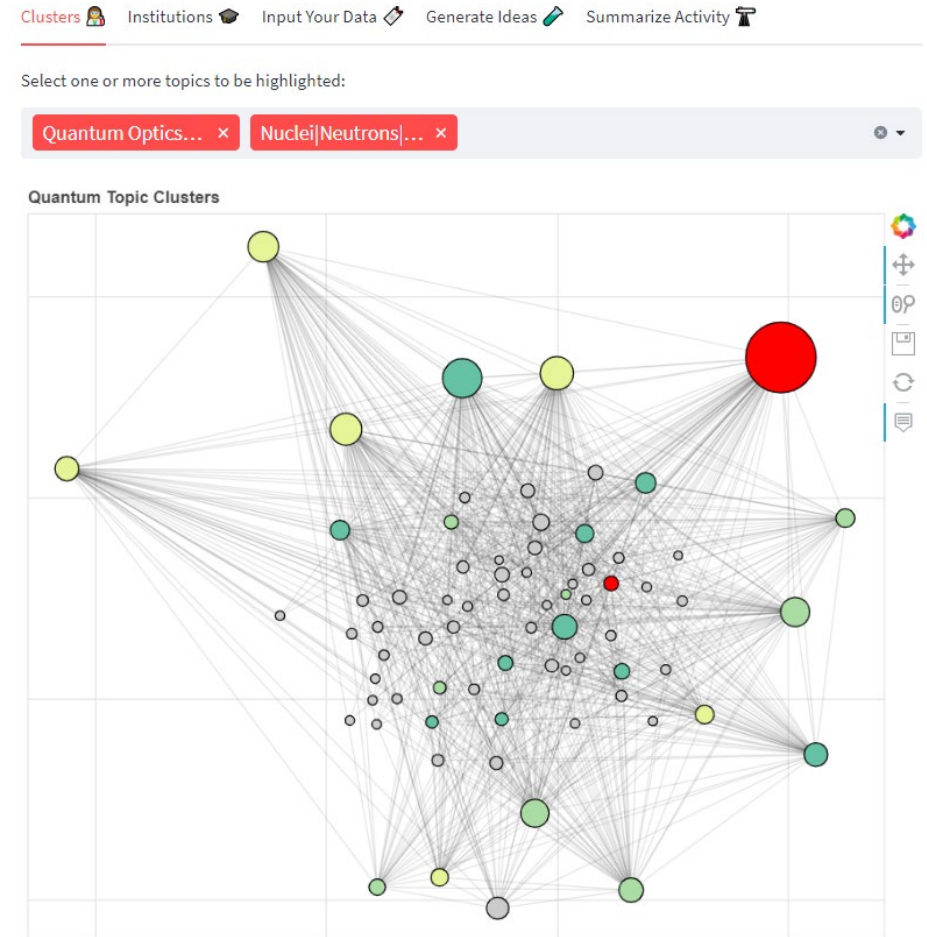 Clusters 👩‍🔬 Institutions 🎓 Input Your Data 🏷️ Generate Ideas 🧪 Summarize Activity 🔭
Select one or more topics to be highlighted:
Quantum Optics... × Nuclei|Neutrons|... ×
Quantum Topic Clusters